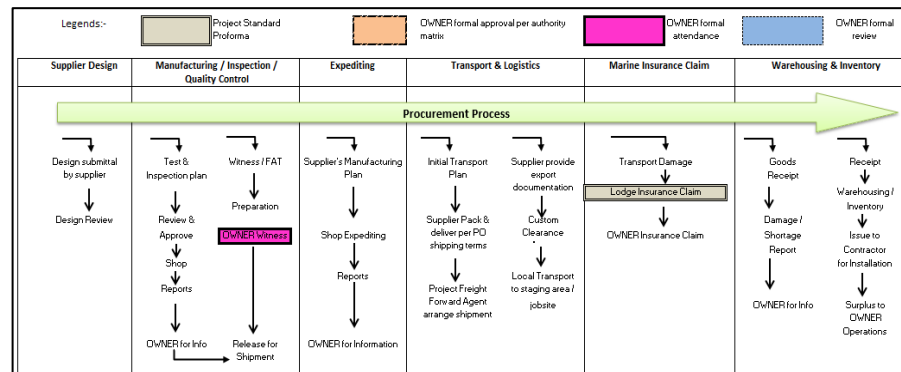 Legends:-
Project Standard
Proforma
OWNER formal approval per authority
matrix
OWNER formal
attendance
OWNER formal
review
Supplier Design
Manufacturing / Inspection /
Quality Control
Expediting
Transport & Logistics
Marine Insurance Claim
Warehousing & Inventory
Procurement Process
Design submittal
by supplier
Design Review
Test &
Inspection plan
Review &
Approve
Shop
Reports
OWNER for Info
Witness / FAT
Preparation
OWNER Witness
Release for
Shipment
Supplier's Manufacturing
Plan
Shop Expediting
Reports
OWNER for Information
Initial Transport
Plan
Supplier Pack &
deliver per PO
shipping terms
Project Freight
Forward Agent
arrange shipment
Supplier provide
export
documentation
Custom
Clearance
Local Transport
to staging area /
jobsite
Transport Damage
Lodge Insurance Claim
OWNER Insurance Claim
Goods
Receipt
Damage /
Shortage
Report
OWNER for Info
Receipt
Warehousing /
Inventory
Issue to
Contractor
for Installation
Surplus to
OWNER
Operations